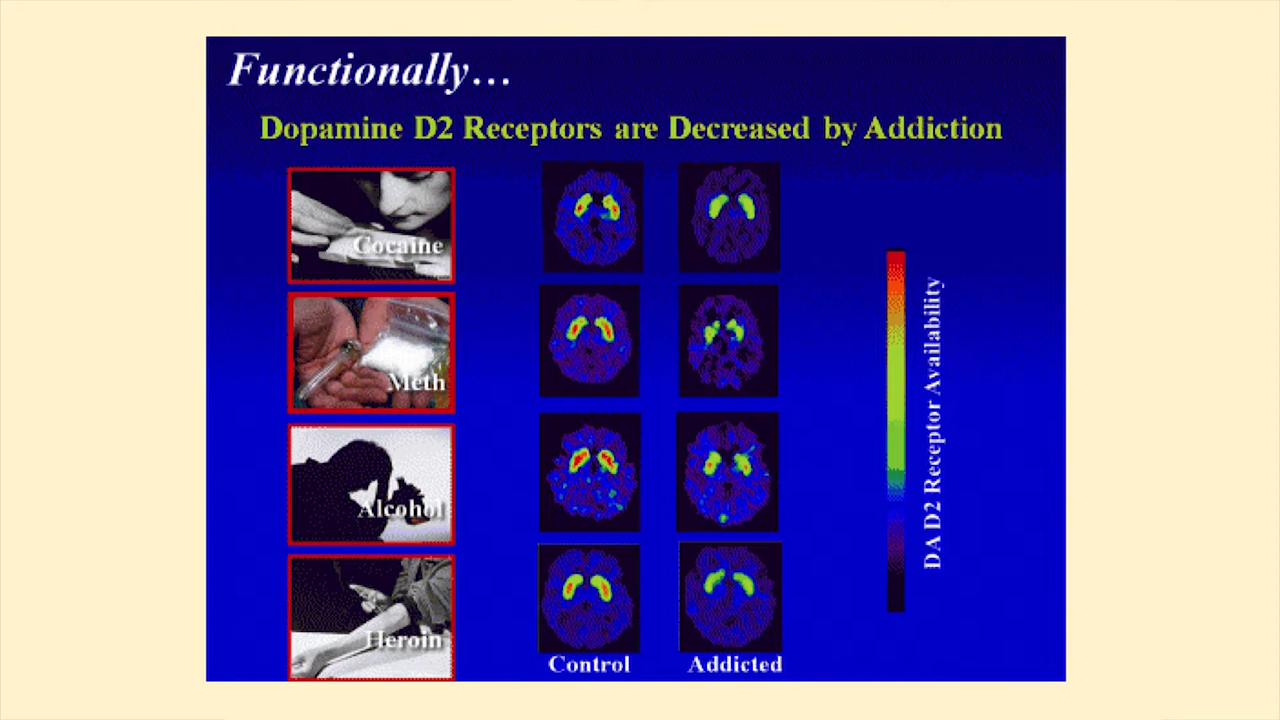 Functionally…
Dopamine D2 Receptors are Decreased by Addiction
Cocaine
Meth
Alcohol
Heroin
Control Addicted
DA D2 Receptor Availability